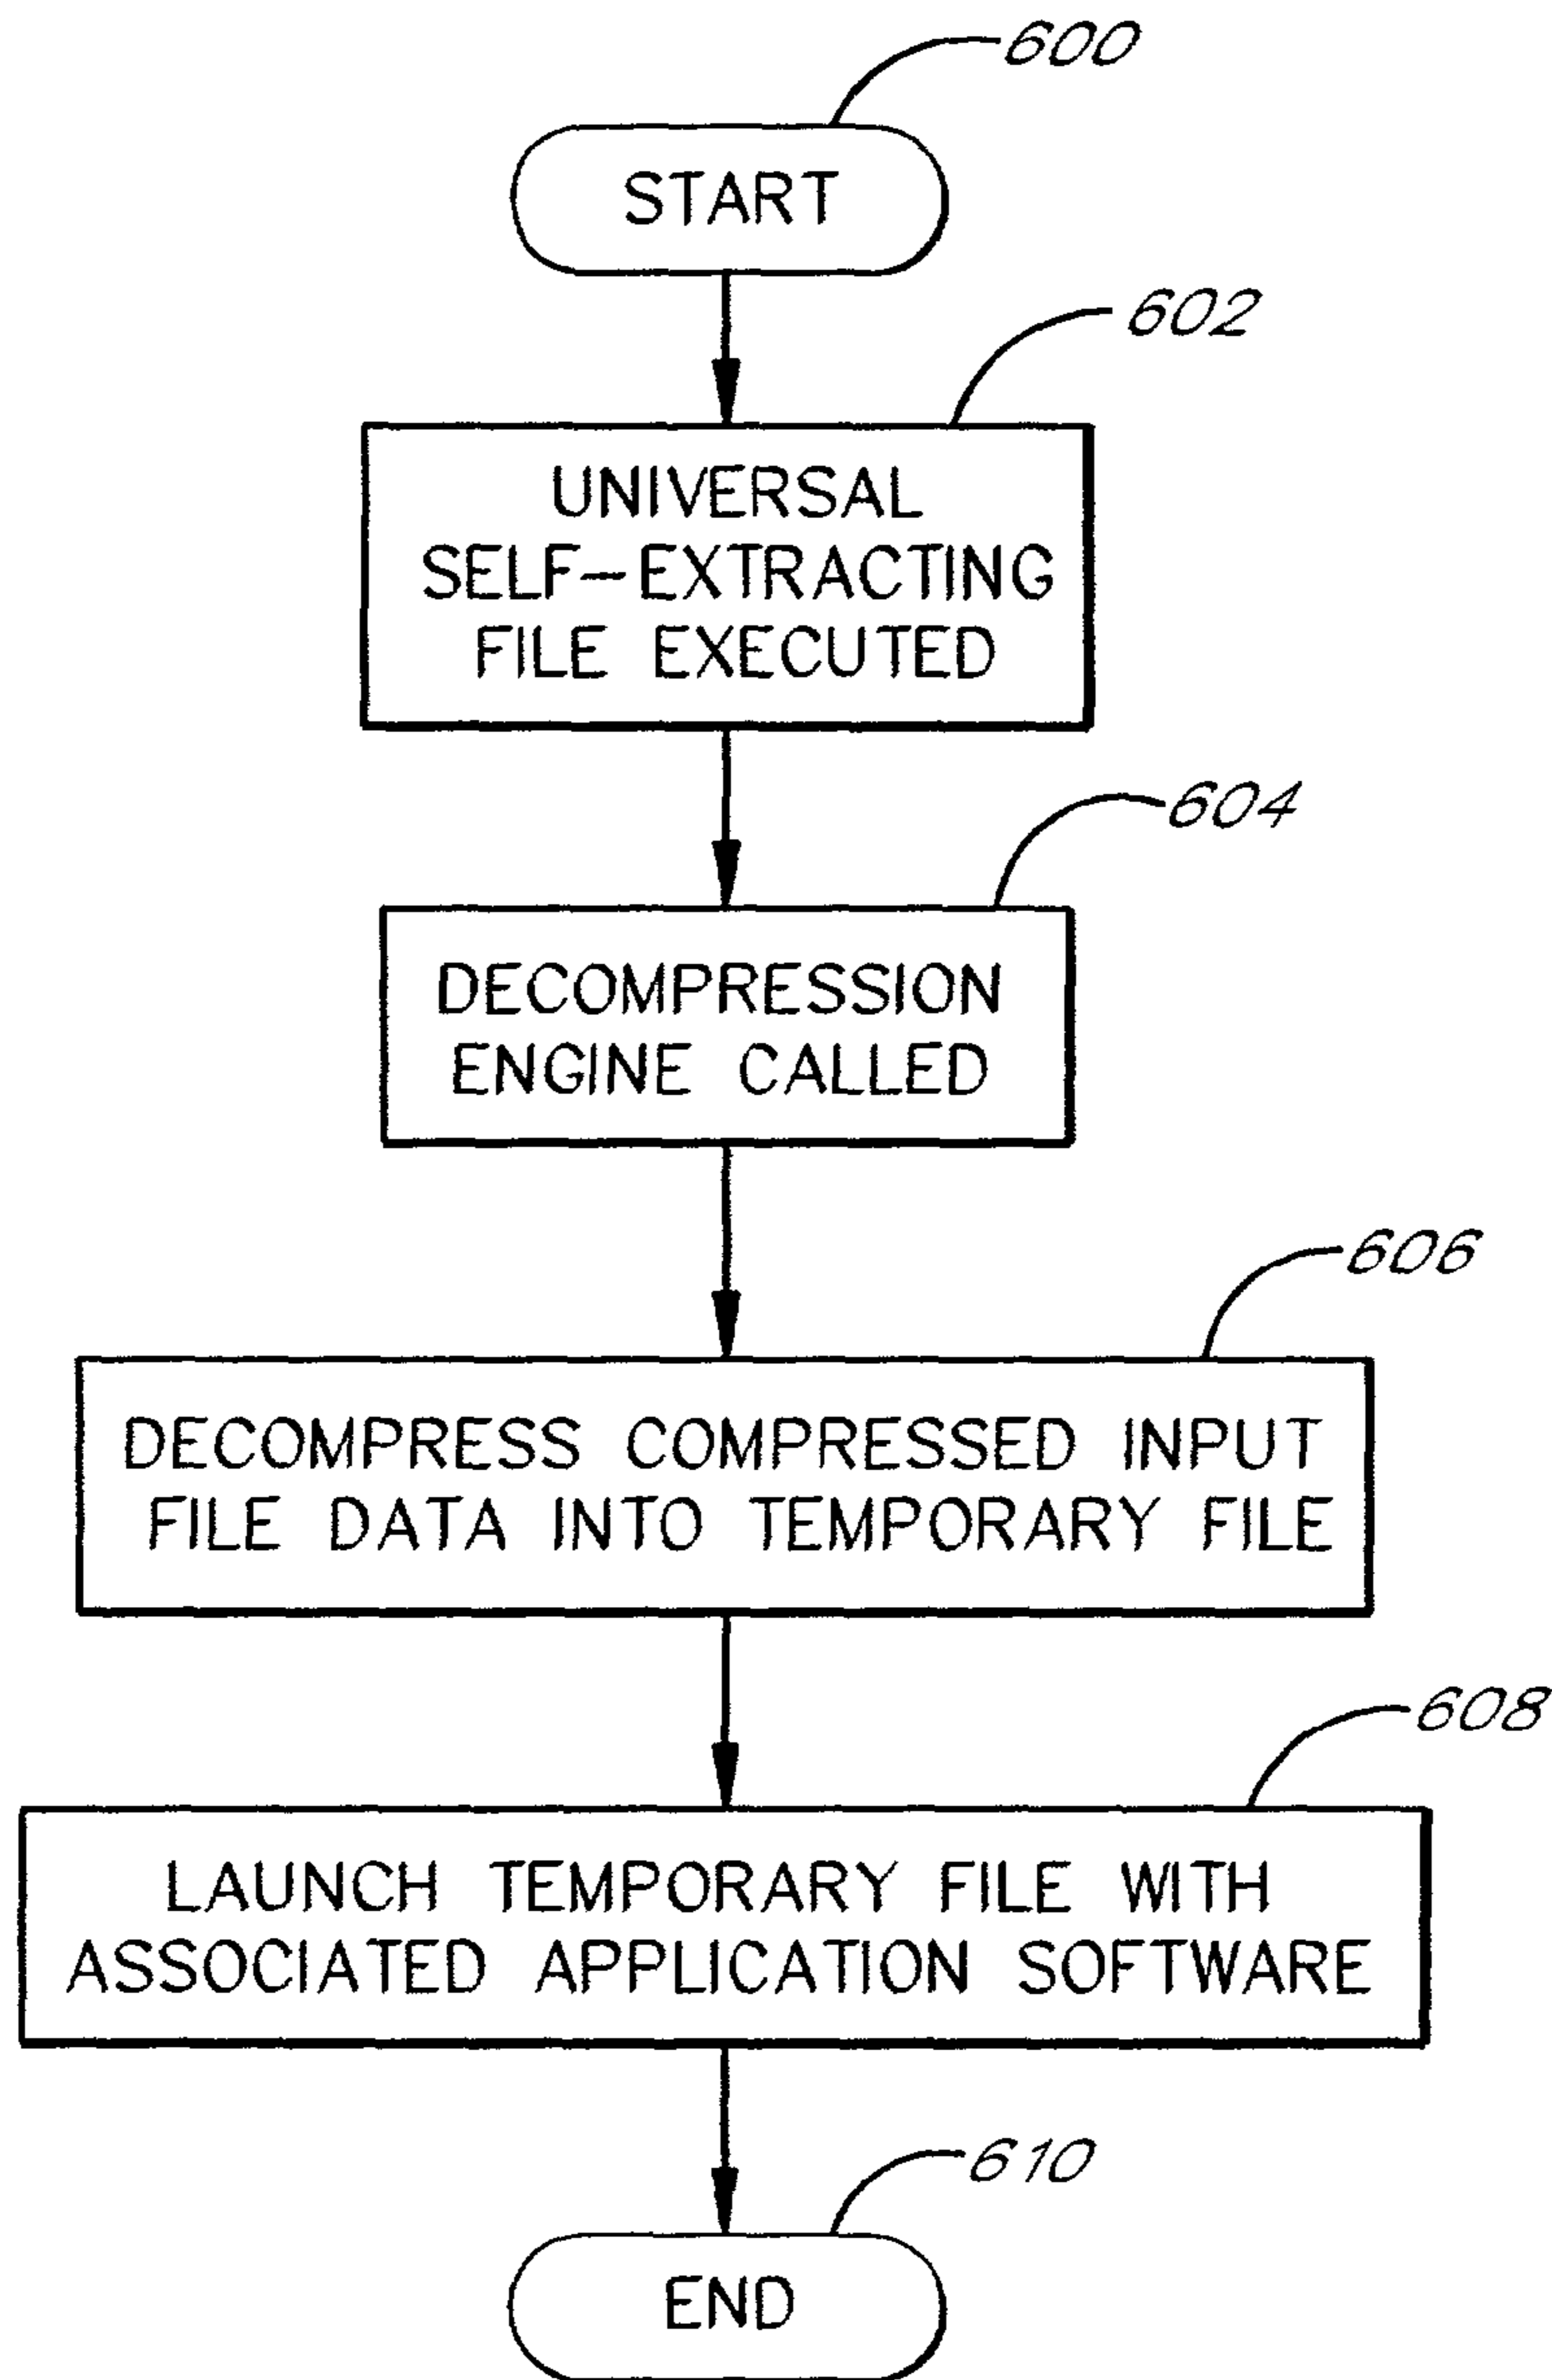 600
START
602
UNIVERSAL
SELF-EXTRACTING
FILE EXECUTED
604
DECOMPRESSION
ENGINE CALLED
606
DECOMPRESS COMPRESSED INPUT
FILE DATA INTO TEMPORARY FILE
608
LAUNCH TEMPORARY FILE WITH
ASSOCIATED APPLICATION SOFTWARE
610
END